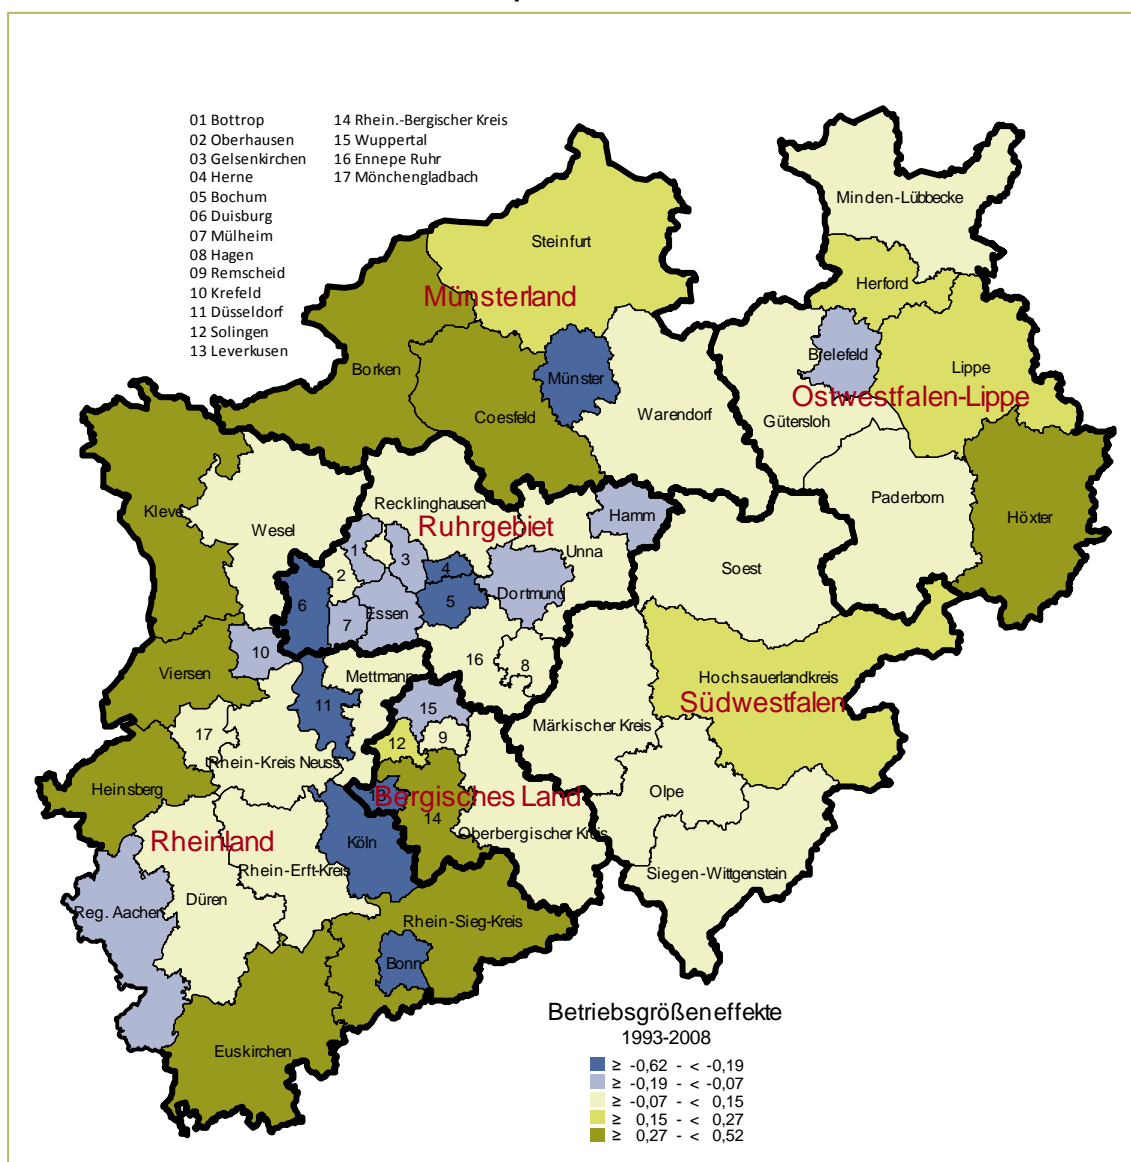 01 Bottrop
02 Oberhausen
03 Gelsenkirchen
04 Herne
05 Bochum
06 Duisburg
07 Mülheim
08 Hagen
09 Remscheid
10 Krefeld
11 Düsseldorf
12 Solingen
13 Leverkusen
14 Rhein.-Bergischer Kreis
15 Wuppertal
16 Ennepe Ruhr
17 Mönchengladbach
Minden-Lübbecke
Steinfurt
Herford
Münsterland
Bielefeld
Lippe
Borken
Münster
Ostwestfalen-Lippe
Coesfeld
Warendorf
Gütersloh
Paderborn
Recklinghausen
Kleve
Hamm
Höxter
Wesel
Ruhrgebiet
Unna
1
3
2
4
Soest
Dortmund
6
5
Essen
7
10
16
8
Viersen
Mettmann
Hochsauerlandkreis
11
15
Südwestfalen
17
12
9
Märkischer Kreis
Rhein-Kreis Neuss
Heinsberg
13
Bergisches Land
Olpe
14
Rheinland
Köln
Oberbergischer Kreis
Rhein-Erft-Kreis
Siegen-Wittgenstein
Düren
Reg. Aachen
Rhein-Sieg-Kreis
Bonn
Euskirchen
Betriebsgrößeneffekte
1993-2008
≥ -0,62 - < -0,19
≥ -0,19 - < -0,07
≥ -0,07 - < 0,15
≥ 0,15 - < 0,27
≥ 0,27 - < 0,52